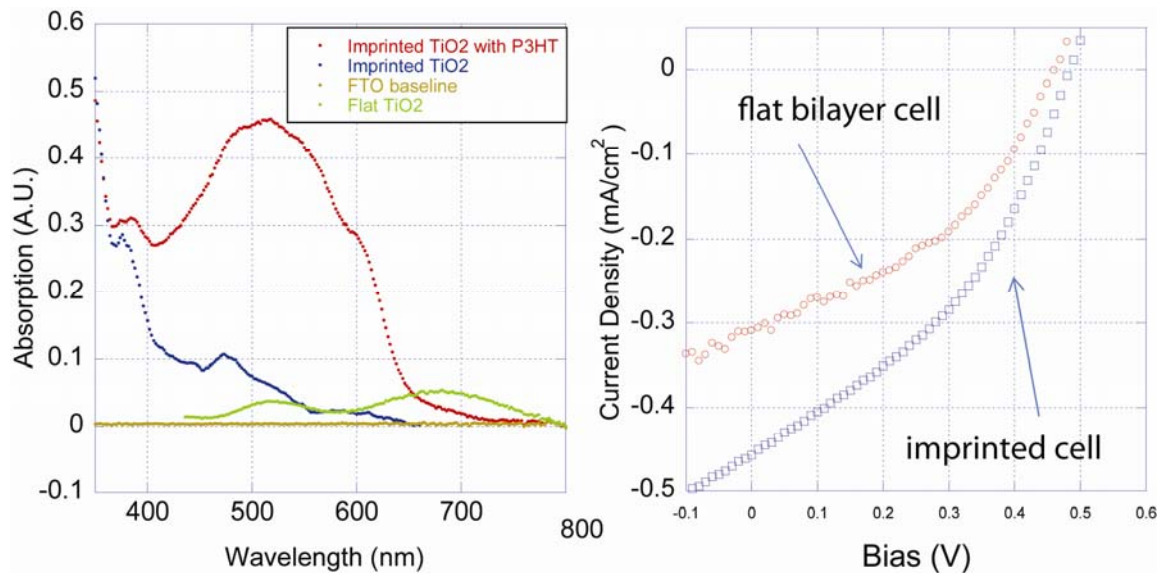 0.6
0.5
0.4
0.3
0.2
0.1
0
-0.1
Absorption (A.U.)
Imprinted TiO2 with P3HT
Imprinted TiO2
FTO baseline
Flat TiO2
400 500 600 700 800
Wavelength (nm)
0
-0.1
-0.2
-0.3
-0.4
-0.5
Current Density (mA/cm²)
flat bilayer cell
imprinted cell
-0.1 0 0.1 0.2 0.3 0.4 0.5 0.6
Bias (V)